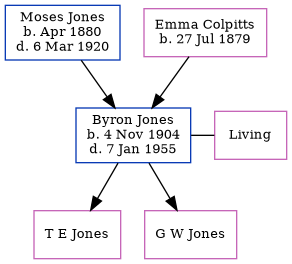 Moses Jones
b. Apr 1880
d. 6 Mar 1920
Emma Colpitts
b. 27 Jul 1879
Byron Jones
b. 4 Nov 1904
d. 7 Jan 1955
Living
T E Jones
G W Jones